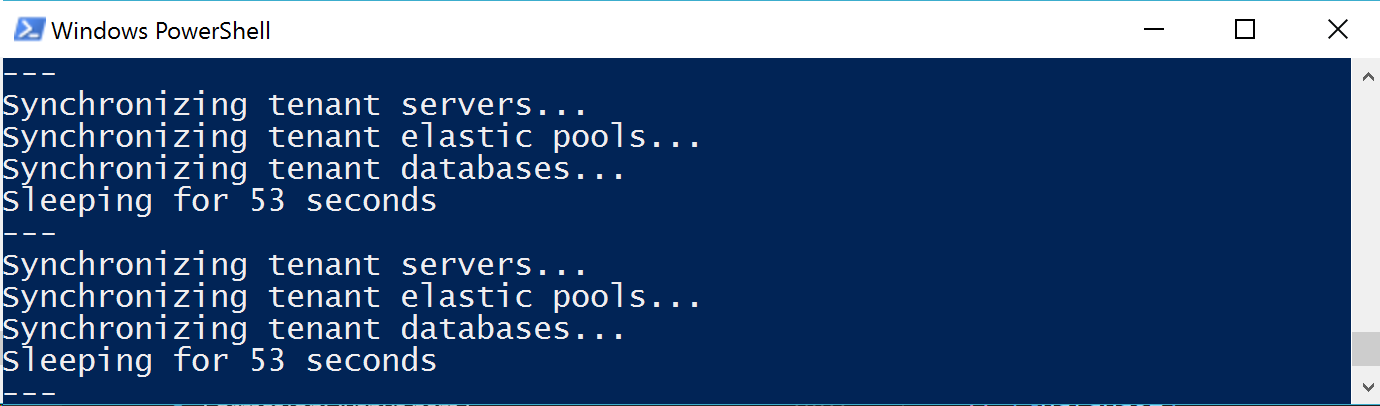 Windows PowerShell
---
Synchronizing tenant servers...
Synchronizing tenant elastic pools...
Synchronizing tenant databases...
Sleeping for 53 seconds
---
Synchronizing tenant servers...
Synchronizing tenant elastic pools...
Synchronizing tenant databases...
Sleeping for 53 seconds
---